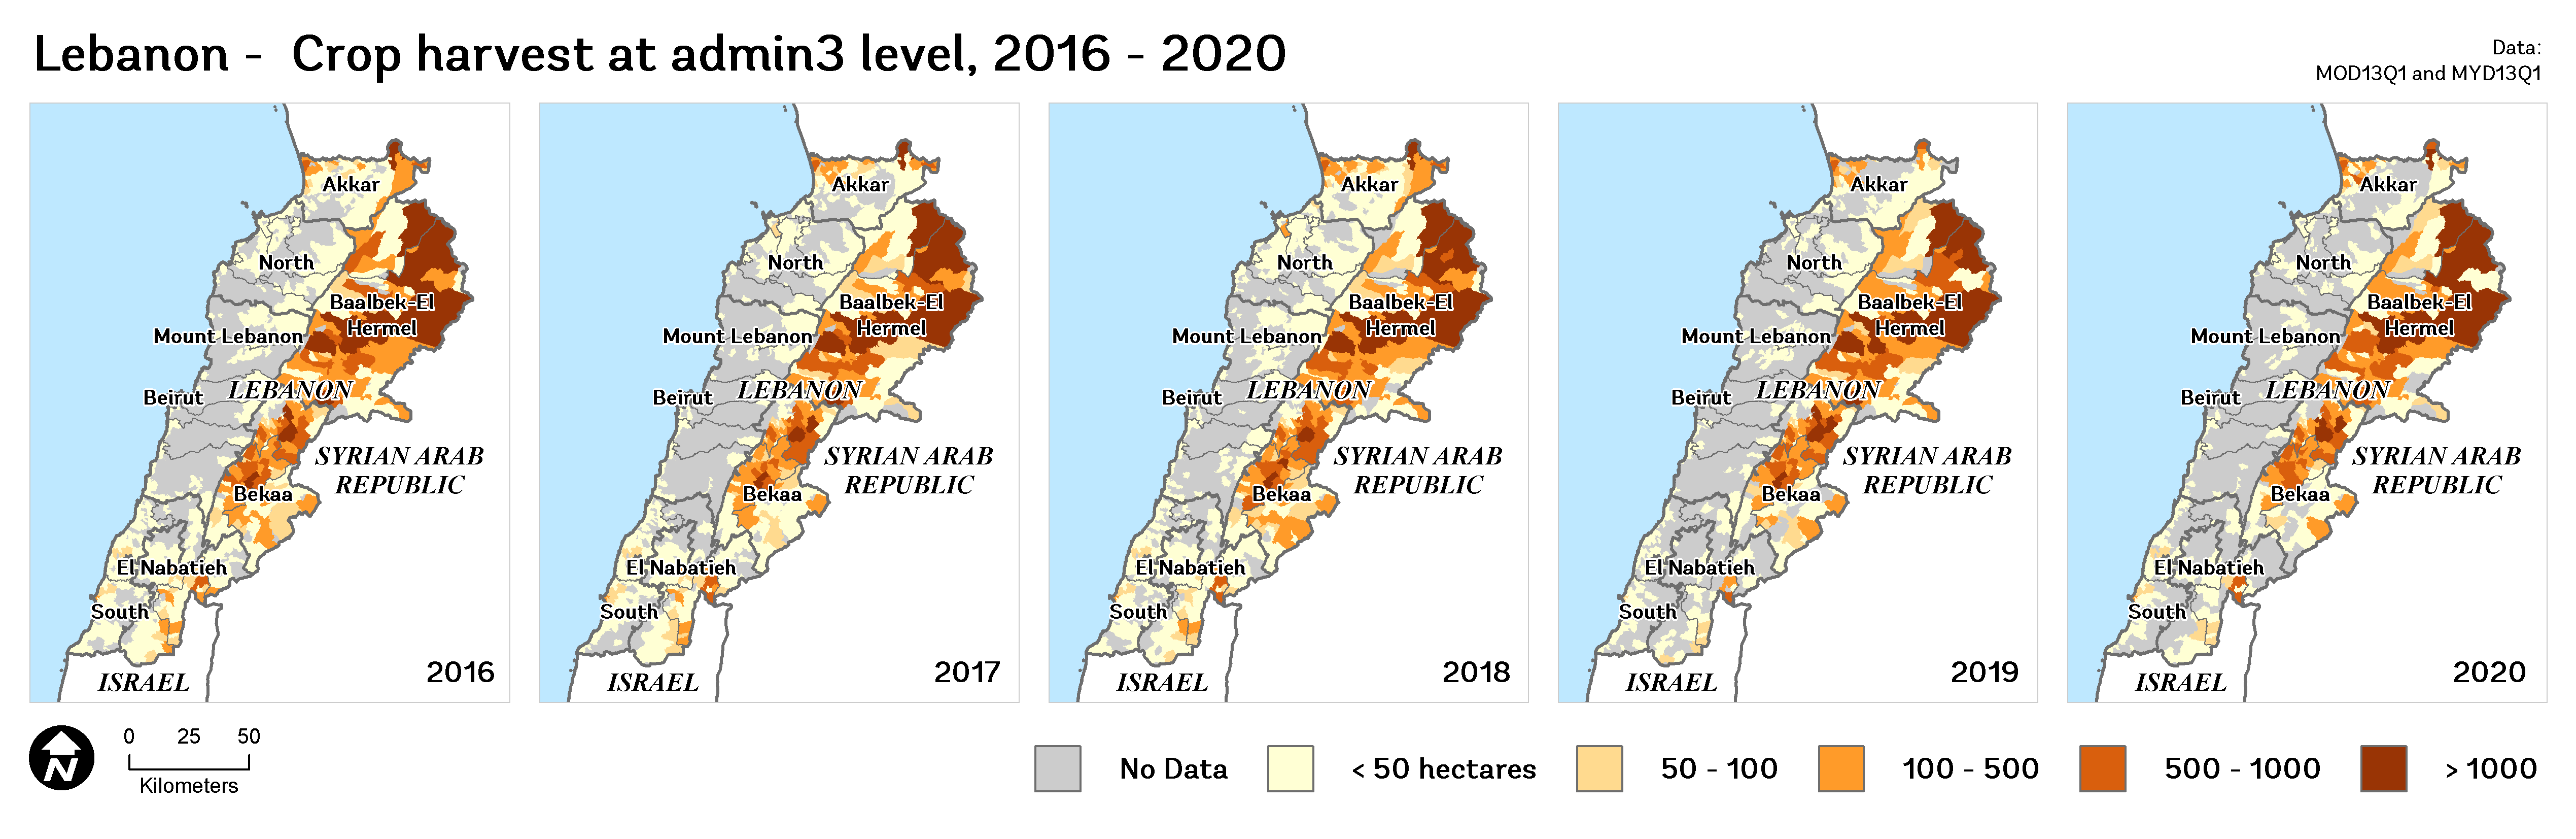 Lebanon - Crop harvest at admin3 level, 2016 - 2020
Data:
MOD13Q1 and MYD13Q1
Akkar
North
Baalbek-El
Hermel
Mount Lebanon
LEBANON
Beirut
SYRIAN ARAB
REPUBLIC
Bekaa
El Nabatieh
South
ISRAEL
2016
Akkar
North
Baalbek-El
Hermel
Mount Lebanon
LEBANON
Beirut
SYRIAN ARAB
REPUBLIC
Bekaa
El Nabatieh
South
ISRAEL
2017
Akkar
North
Baalbek-El
Hermel
Mount Lebanon
LEBANON
Beirut
SYRIAN ARAB
REPUBLIC
Bekaa
El Nabatieh
South
ISRAEL
2018
Akkar
North
Baalbek-El
Hermel
Mount Lebanon
LEBANON
Beirut
SYRIAN ARAB
REPUBLIC
Bekaa
El Nabatieh
South
ISRAEL
2019
Akkar
North
Baalbek-El
Hermel
Mount Lebanon
LEBANON
Beirut
SYRIAN ARAB
REPUBLIC
Bekaa
El Nabatieh
South
ISRAEL
2020
N
0 25 50
Kilometers
No Data
< 50 hectares
50 - 100
100 - 500
500 - 1000
> 1000